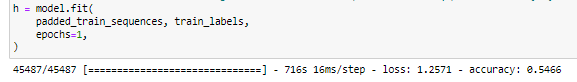 h = model.fit(
    padded_train_sequences, train_labels,
    epochs=1,
)
45487/45487 [==============================] - 716s 16ms/step - loss: 1.2571 - accuracy: 0.5466